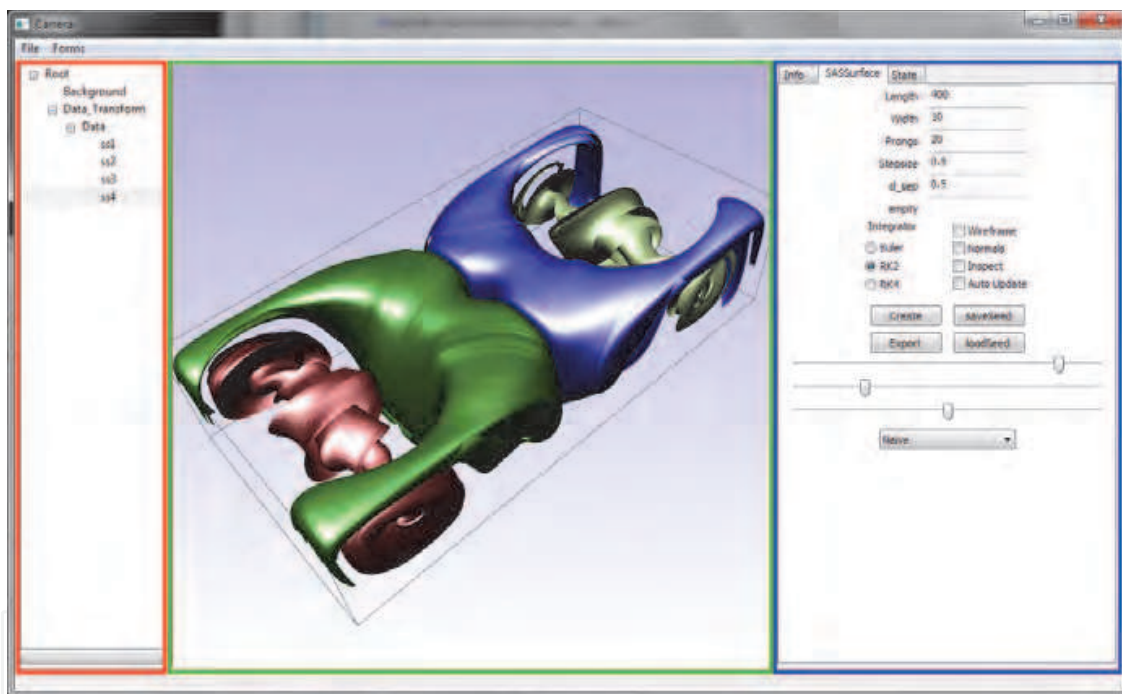 Camera
File Forms
Root
Background
Data_Transform
Data
ss1
ss2
ss3
ss4
Info SASSurface State
Length 400
Width 10
Prongs 20
Stepsize 0.5
d_sep 0.5
empty
Integrator
Euler
RK2
RK4
Wireframe
Normals
Inspect
Auto Update
Create saveSeed
Export loadSeed
Naive